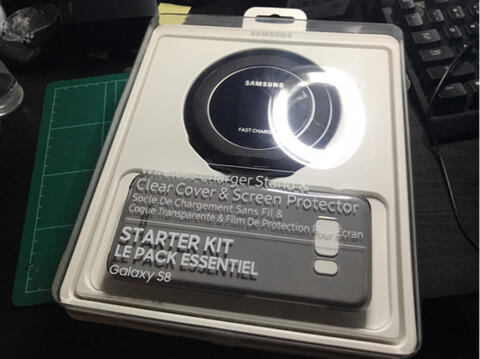 SAMSUNG
SAMSUNG
FAST CHARGE
Wireless Charger Stand &
Clear Cover & Screen Protector
Socle De Chargement Sans Fil &
Coque Transparente & Film De Protection Pour Écran
STARTER KIT
LE PACK ESSENTIEL
Galaxy S8